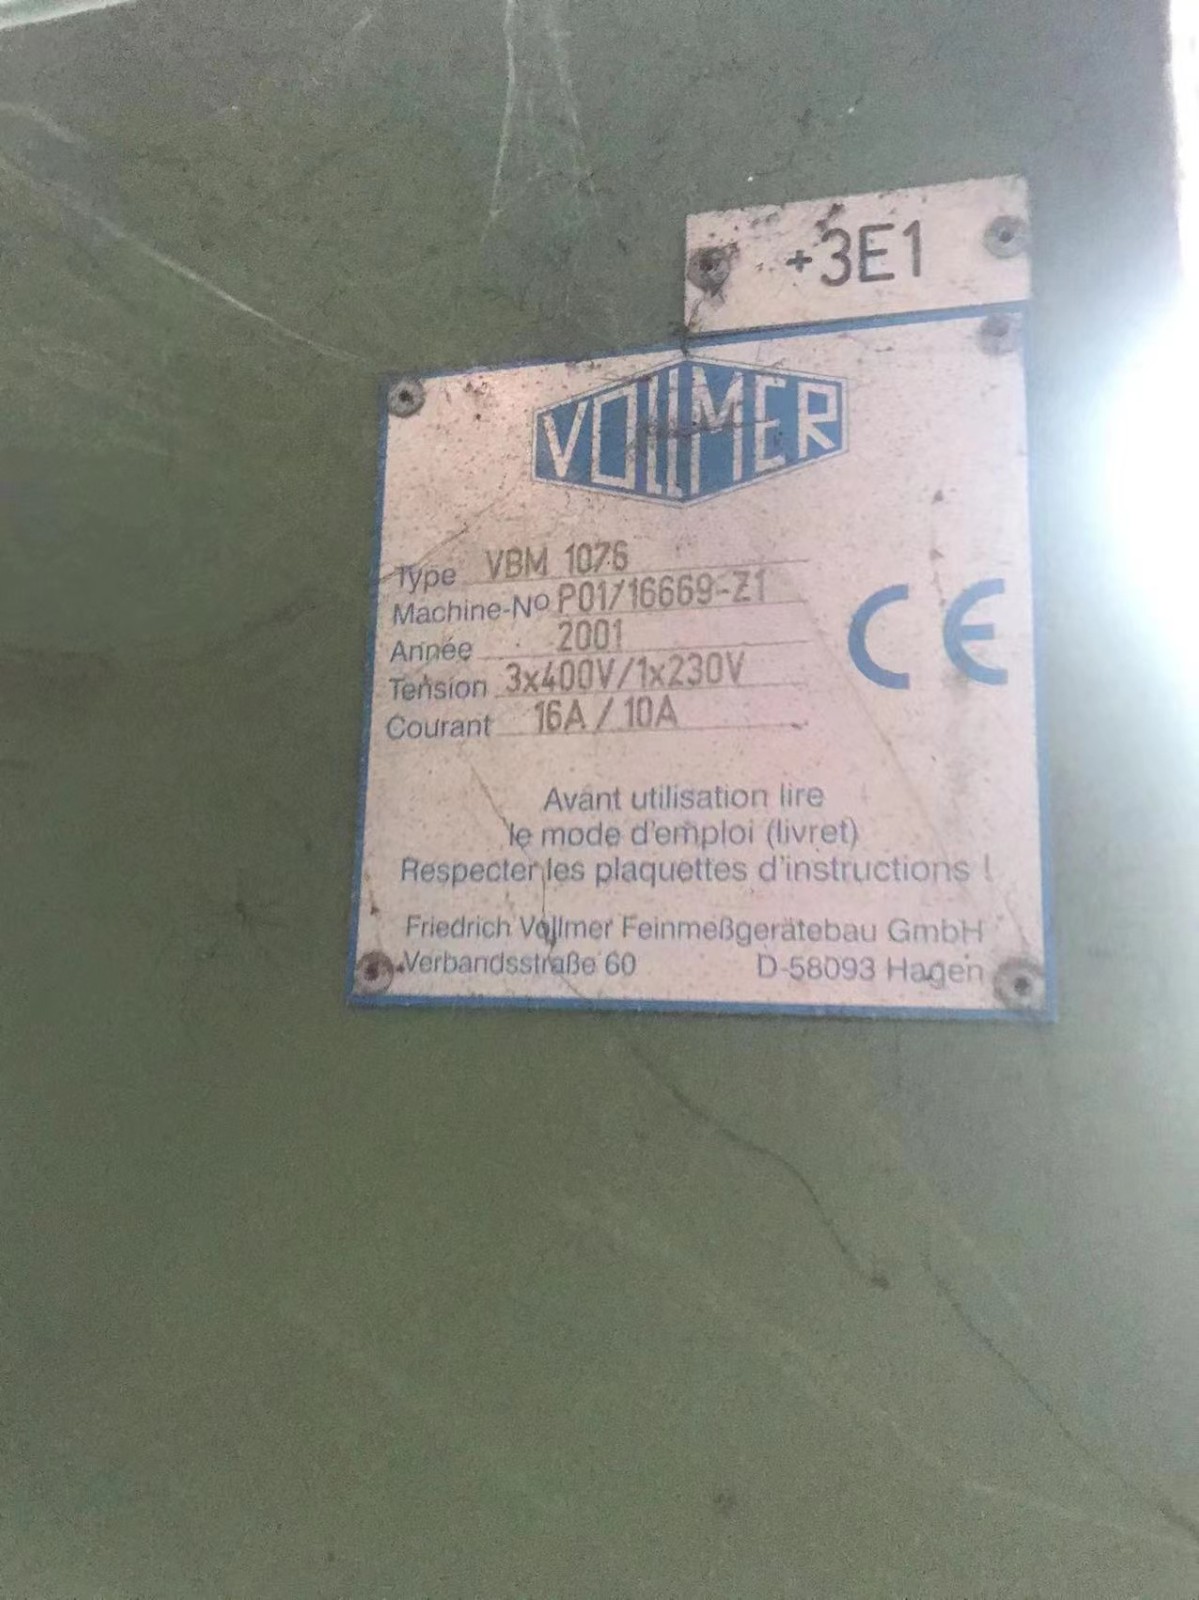 +3E1
VOLLMER
Type VBM 1076
Machine-No P01/16669-Z1
Année 2001
Tension 3x400V/1x230V
Courant 16A / 10A
CE
Avant utilisation lire
le mode d'emploi (livret)
Respecter les plaquettes d'instructions !
Friedrich Vollmer Feinmeßgerätebau GmbH
Verbandsstraße 60 D-58093 Hagen